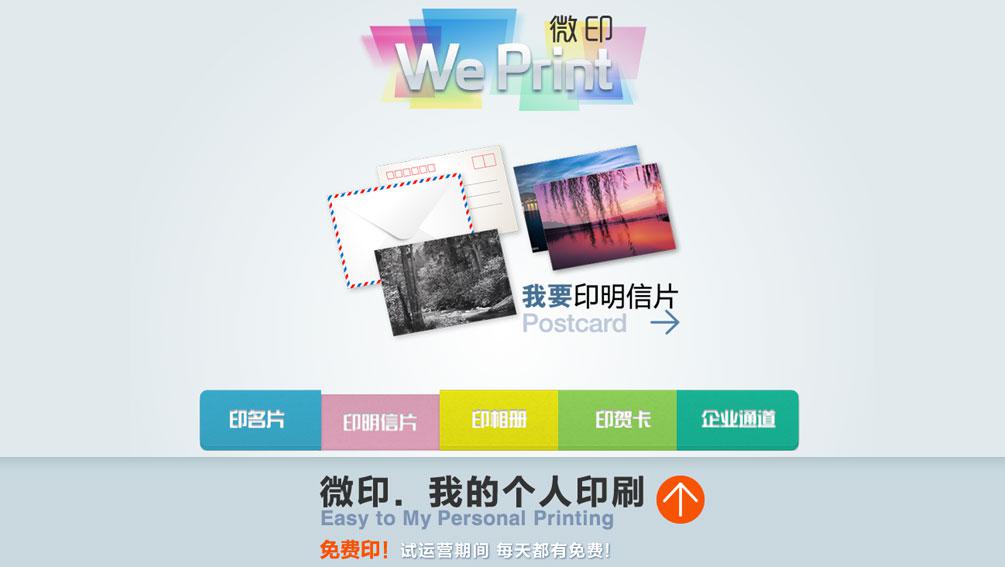 微印
We Print
我要印明信片
Postcard
印名片
印明信片
印相册
印贺卡
企业通道
微印．我的个人印刷
Easy to My Personal Printing
免费印！试运营期间 每天都有免费！